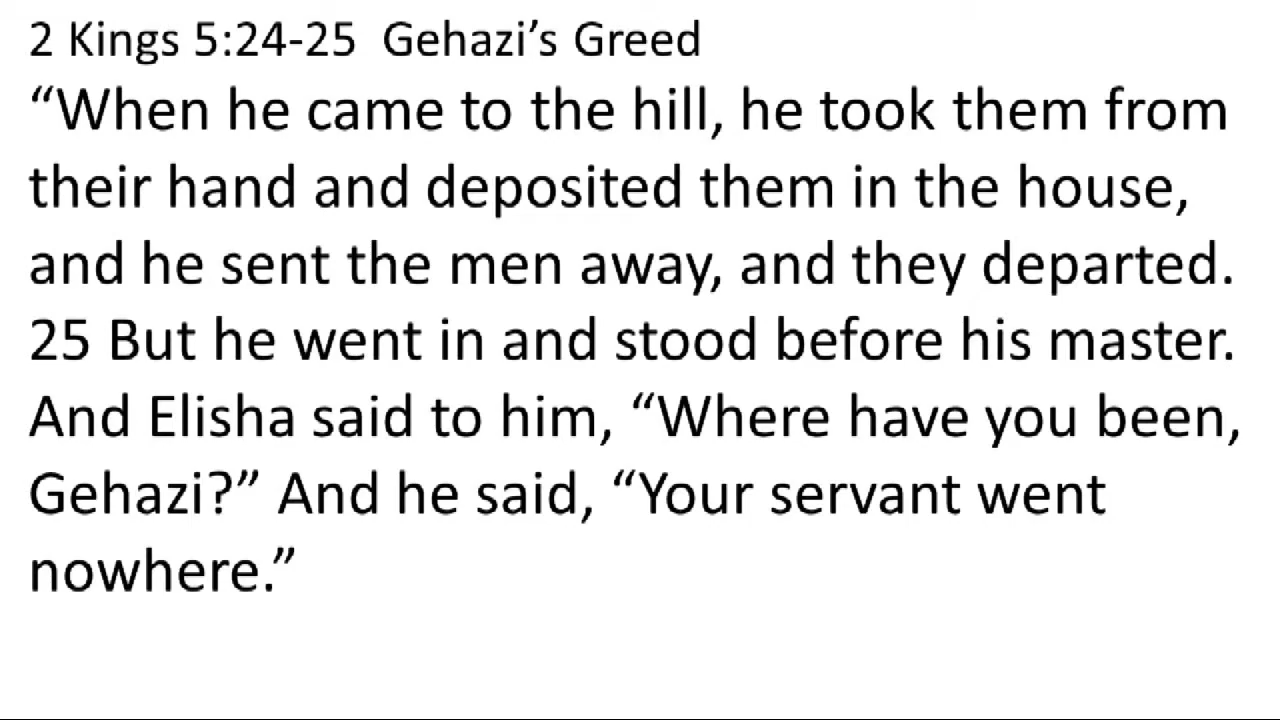 2 Kings 5:24-25  Gehazi’s Greed
“When he came to the hill, he took them from
their hand and deposited them in the house,
and he sent the men away, and they departed.
25 But he went in and stood before his master.
And Elisha said to him, “Where have you been,
Gehazi?” And he said, “Your servant went
nowhere.”